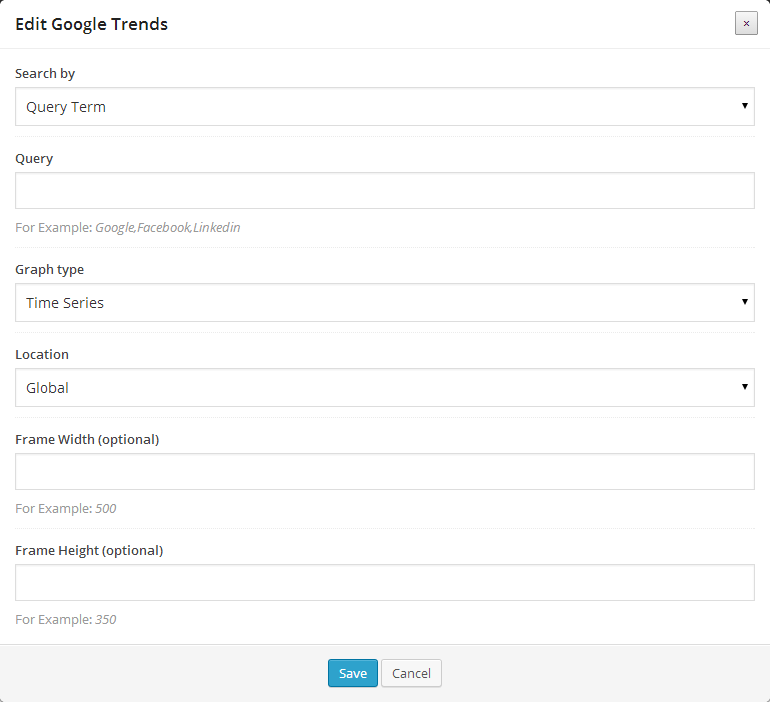 Edit Google Trends
×
Search by
Query Term
Query
For Example: Google,Facebook,Linkedin
Graph type
Time Series
Location
Global
Frame Width (optional)
For Example: 500
Frame Height (optional)
For Example: 350
Save Cancel